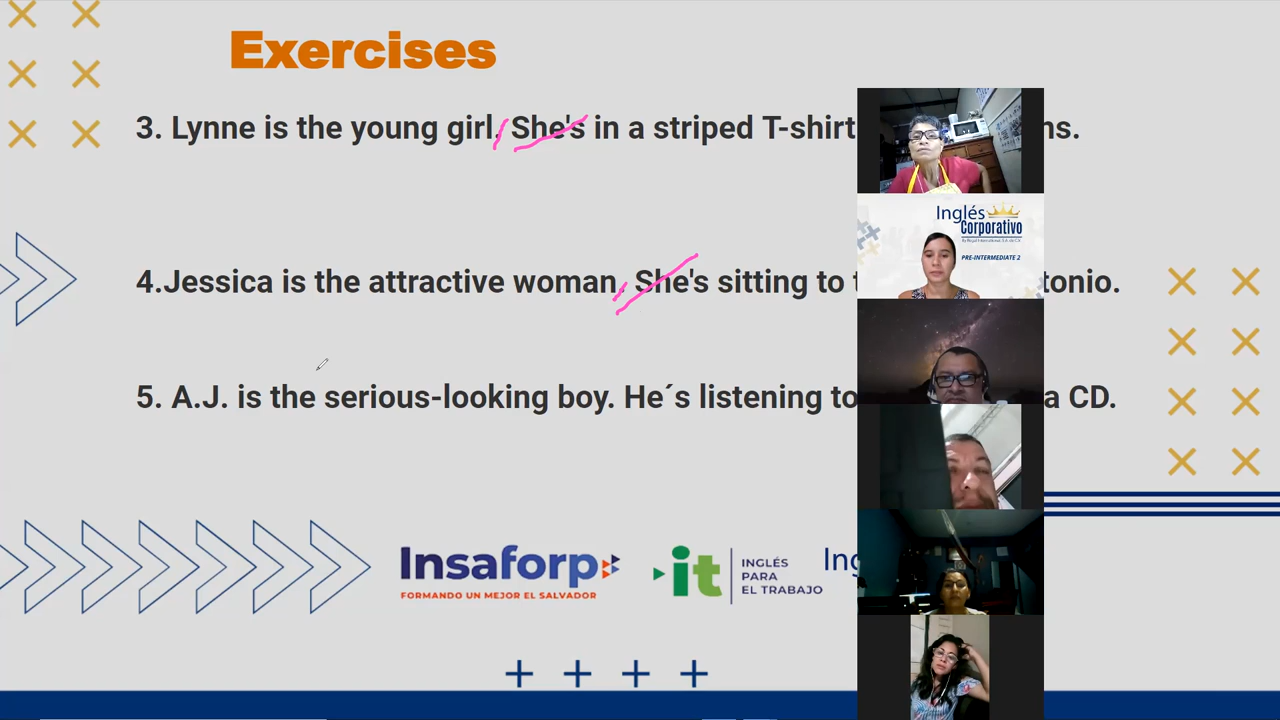 Exercises
3. Lynne is the young girl. She's in a striped T-shirt ns.
4.Jessica is the attractive woman. She's sitting to t tonio.
5. A.J. is the serious-looking boy. He´s listening to a CD.
Inglés
Corporativo
PRE-INTERMEDIATE 2
Insaforp
FORMANDO UN MEJOR EL SALVADOR
it
INGLÉS
PARA
EL TRABAJO
Ing